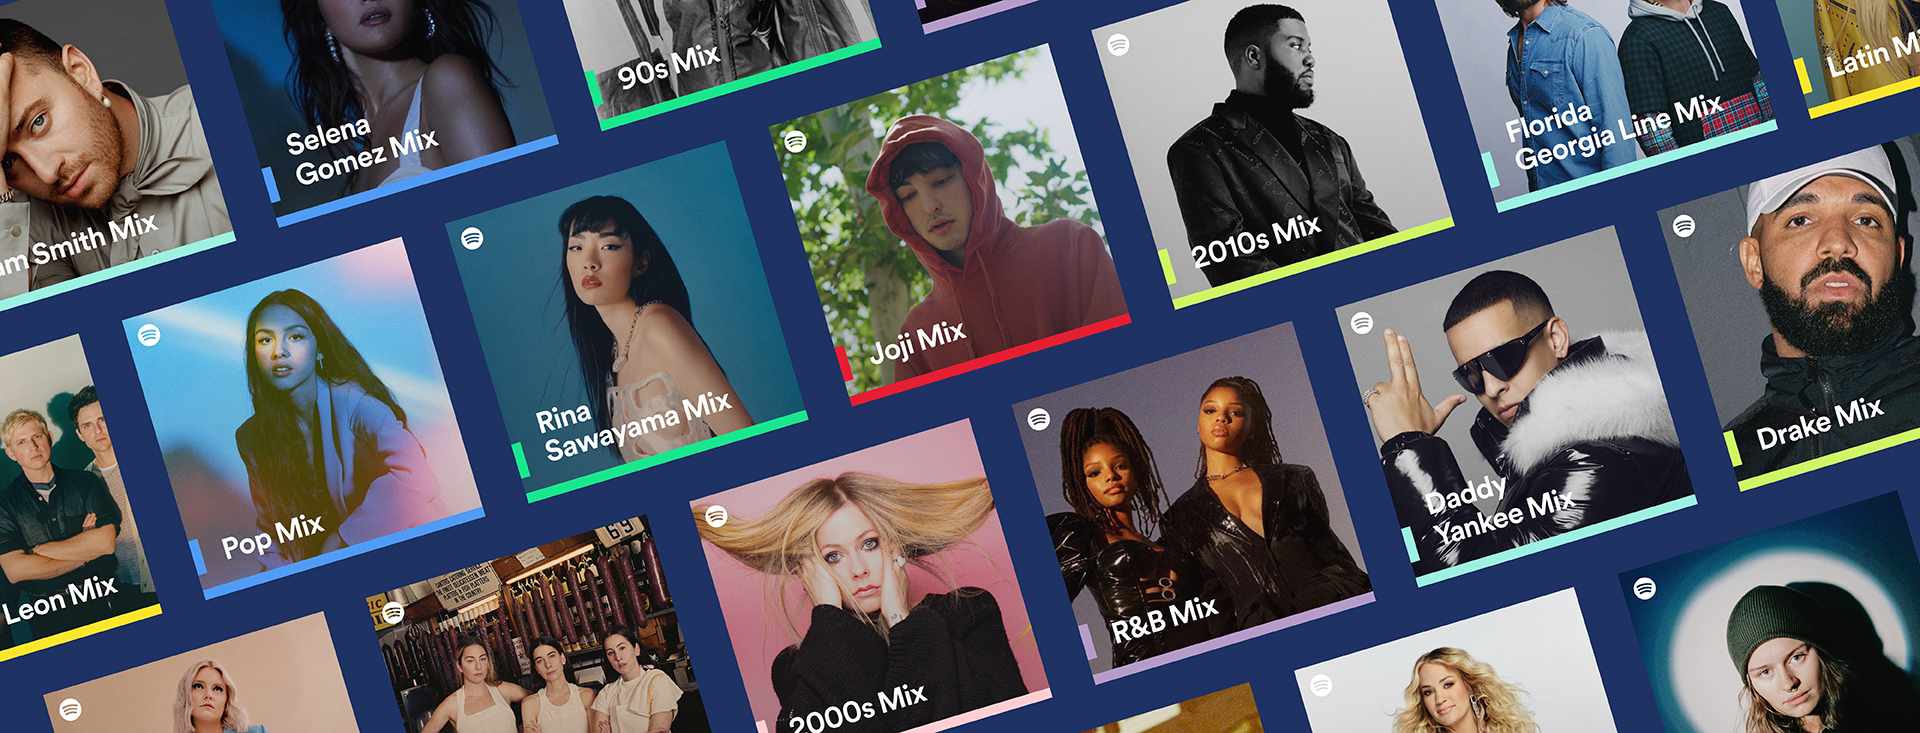 90s Mix
Selena
Gomez Mix
Latin M
Florida
Georgia Line Mix
am Smith Mix
2010s Mix
Joji Mix
Rina
Sawayama Mix
Drake Mix
Daddy
Yankee Mix
Pop Mix
Leon Mix
R&B Mix
2000s Mix